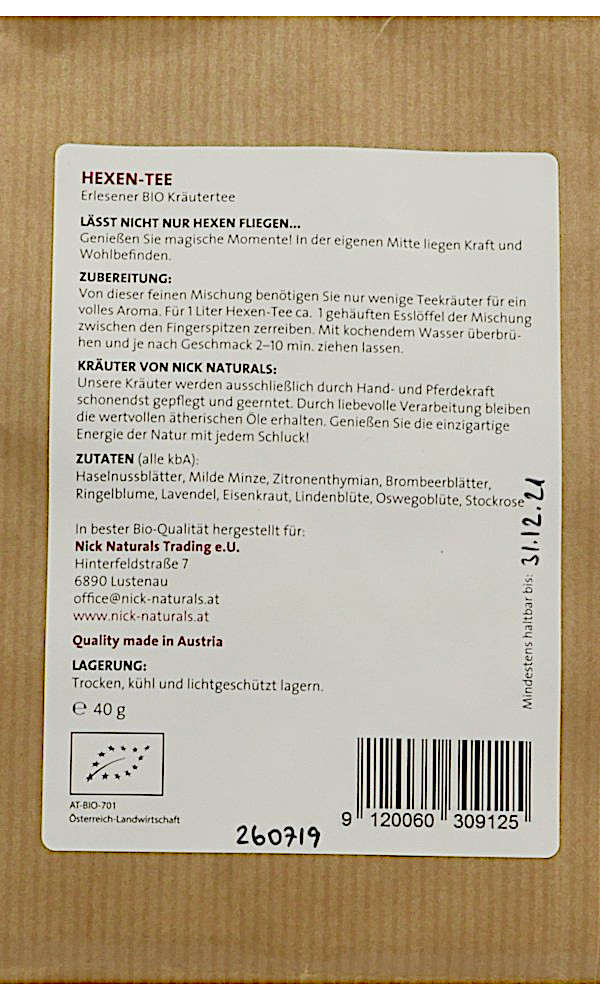 HEXEN-TEE
Erlesener BIO Kräutertee
LÄSST NICHT NUR HEXEN FLIEGEN...
Genießen Sie magische Momente! In der eigenen Mitte liegen Kraft und
Wohlbefinden.
ZUBEREITUNG:
Von dieser feinen Mischung benötigen Sie nur wenige Teekräuter für ein
volles Aroma. Für 1 Liter Hexen-Tee ca. 1 gehäuften Esslöffel der Mischung
zwischen den Fingerspitzen zerreiben. Mit kochendem Wasser überbrü-
hen und je nach Geschmack 2–10 min. ziehen lassen.
KRÄUTER VON NICK NATURALS:
Unsere Kräuter werden ausschließlich durch Hand- und Pferdekraft
schonendst gepflegt und geerntet. Durch liebevolle Verarbeitung bleiben
die wertvollen ätherischen Öle erhalten. Genießen Sie die einzigartige
Energie der Natur mit jedem Schluck!
ZUTATEN (alle kbA):
Haselnussblätter, Milde Minze, Zitronenthymian, Brombeerblätter,
Ringelblume, Lavendel, Eisenkraut, Lindenblüte, Oswegoblüte, Stockrose
In bester Bio-Qualität hergestellt für:
Nick Naturals Trading e.U.
Hinterfeldstraße 7
6890 Lustenau
office@nick-naturals.at
www.nick-naturals.at
Quality made in Austria
LAGERUNG:
Trocken, kühl und lichtgeschützt lagern.
℮ 40 g
Mindestens haltbar bis: 31.12.21
AT-BIO-701
Österreich-Landwirtschaft
9 120060 309125
260719